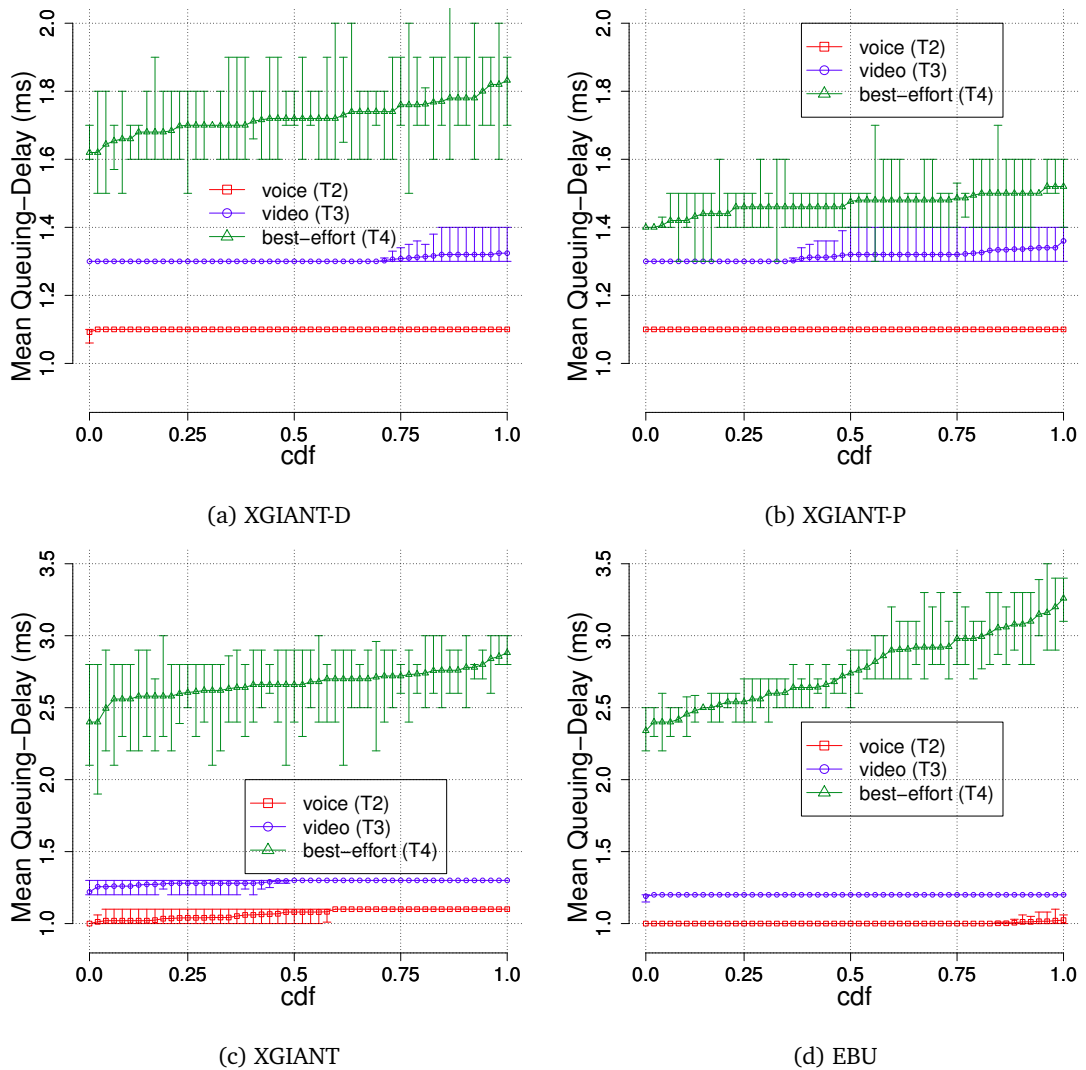 Mean Queuing−Delay (ms)
2.0
1.8
1.6
1.4
1.2
1.0
voice (T2)
video (T3)
best−effort (T4)
0.0 0.25 0.5 0.75 1.0
cdf
(a) XGIANT-D
Mean Queuing−Delay (ms)
2.0
1.8
1.6
1.4
1.2
1.0
voice (T2)
video (T3)
best−effort (T4)
0.0 0.25 0.5 0.75 1.0
cdf
(b) XGIANT-P
Mean Queuing−Delay (ms)
3.5
3.0
2.5
2.0
1.5
1.0
voice (T2)
video (T3)
best−effort (T4)
0.0 0.25 0.5 0.75 1.0
cdf
(c) XGIANT
Mean Queuing−Delay (ms)
3.5
3.0
2.5
2.0
1.5
1.0
voice (T2)
video (T3)
best−effort (T4)
0.0 0.25 0.5 0.75 1.0
cdf
(d) EBU